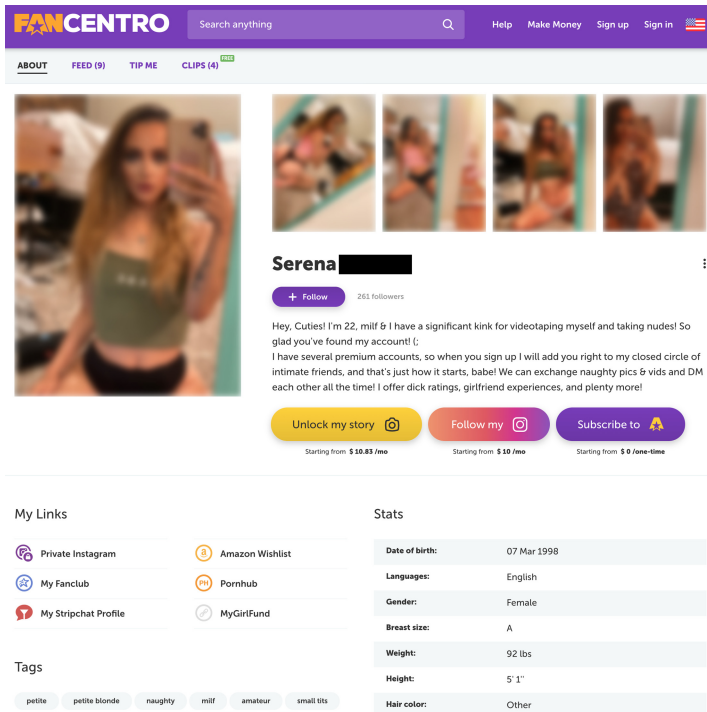 FANCENTRO
Search anything
Help Make Money Sign up Sign in
ABOUT FEED (9) TIP ME CLIPS (4) FREE
Serena
+ Follow 261 followers
Hey, Cuties! I'm 22, milf & I have a significant kink for videotaping myself and taking nudes! So
glad you've found my account! (;
I have several premium accounts, so when you sign up I will add you right to my closed circle of
intimate friends, and that's just how it starts, babe! We can exchange naughty pics & vids and DM
each other all the time! I offer dick ratings, girlfriend experiences, and plenty more!
Unlock my story Follow my Subscribe to
Starting from $ 10.83 /mo Starting from $ 10 /mo Starting from $ 0 /one-time
My Links
Private Instagram Amazon Wishlist
My Fanclub PH Pornhub
My Stripchat Profile MyGirlFund
Tags
petite petite blonde naughty milf amateur small tits
Stats
Date of birth: 07 Mar 1998
Languages: English
Gender: Female
Breast size: A
Weight: 92 lbs
Height: 5' 1"
Hair color: Other